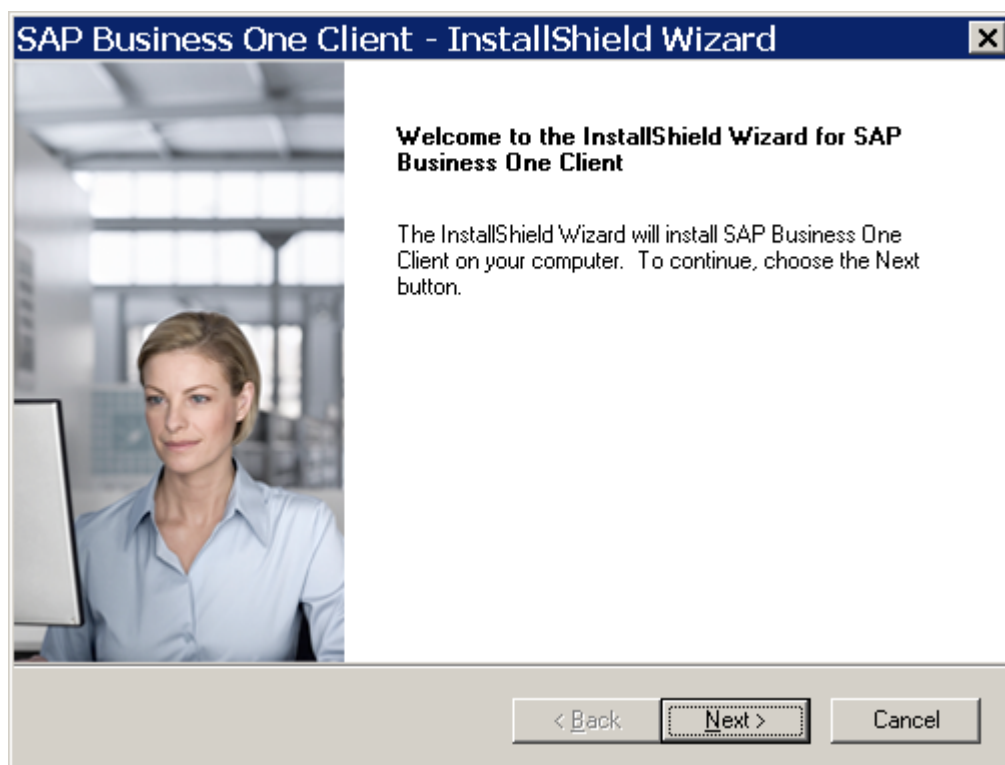 SAP Business One Client - InstallShield Wizard
Welcome to the InstallShield Wizard for SAP
Business One Client
The InstallShield Wizard will install SAP Business One
Client on your computer.  To continue, choose the Next
button.
< Back
Next >
Cancel